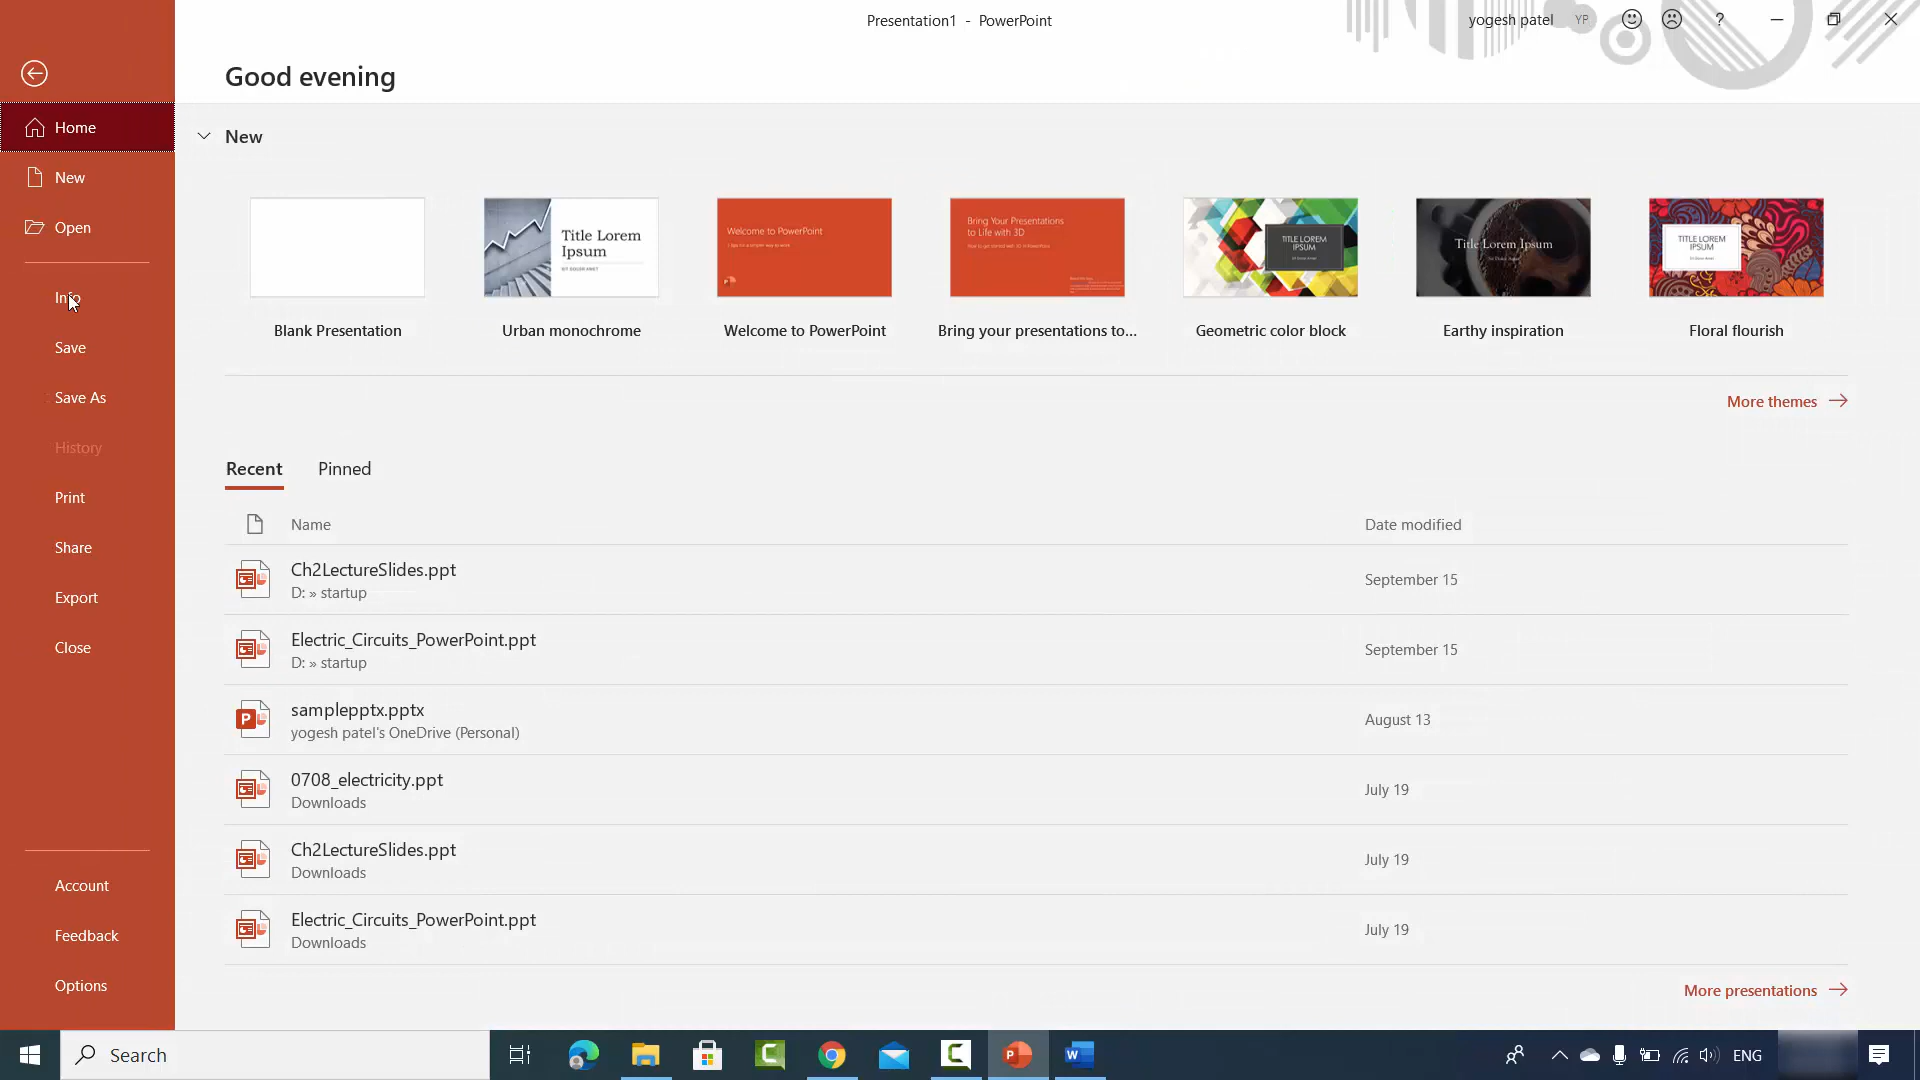 Presentation1 - PowerPoint
yogesh patel YP
?
Good evening
Home
New
Open
Info
Save
Save As
History
Print
Share
Export
Close
Account
Feedback
Options
New
Title Lorem
Ipsum
SIT DOLOR AMET
Welcome to PowerPoint
Bring Your Presentations
to Life with 3D
TITLE LOREM
IPSUM
Title Lorem Ipsum
TITLE LOREM
IPSUM
Blank Presentation
Urban monochrome
Welcome to PowerPoint
Bring your presentations to...
Geometric color block
Earthy inspiration
Floral flourish
More themes
Recent Pinned
Name Date modified
Ch2LectureSlides.ppt
D: » startup
September 15
Electric_Circuits_PowerPoint.ppt
D: » startup
September 15
samplepptx.pptx
yogesh patel's OneDrive (Personal)
August 13
0708_electricity.ppt
Downloads
July 19
Ch2LectureSlides.ppt
Downloads
July 19
Electric_Circuits_PowerPoint.ppt
Downloads
July 19
More presentations
Search
ENG